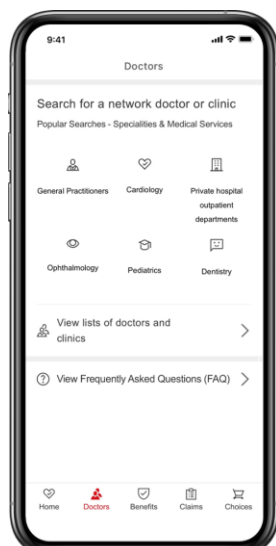 9:41
Doctors
Search for a network doctor or clinic
Popular Searches - Specialities & Medical Services
General Practitioners
Cardiology
Private hospital
outpatient
departments
Ophthalmology
Pediatrics
Dentistry
View lists of doctors and
clinics
View Frequently Asked Questions (FAQ)
Home
Doctors
Benefits
Claims
Choices